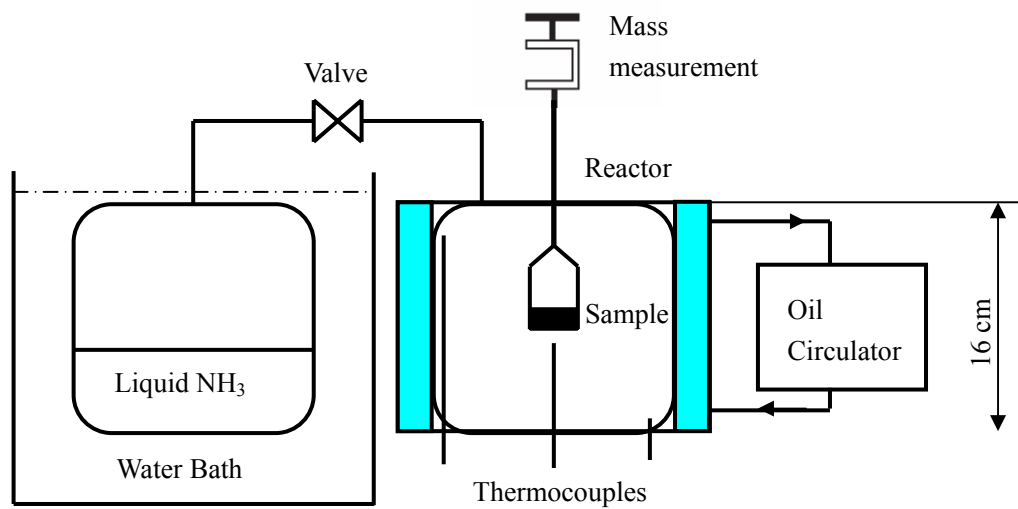 Mass
measurement
Valve
Reactor
Sample
Oil
Circulator
16 cm
Liquid NH₃
Water Bath
Thermocouples